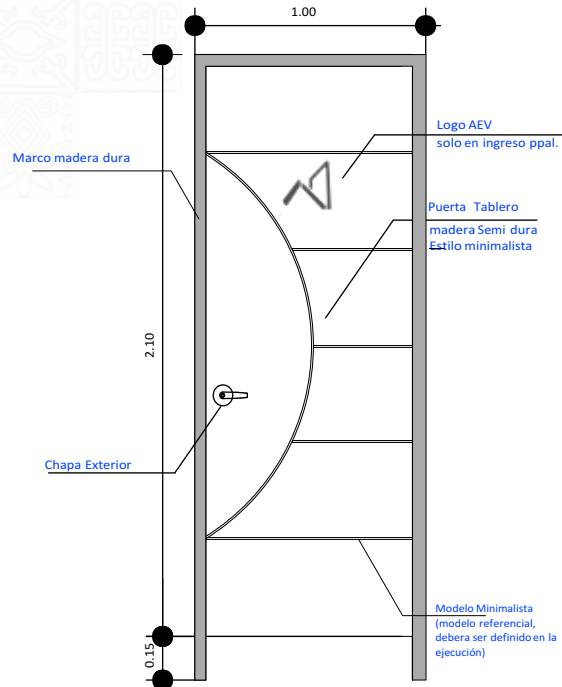 1.00
Logo AEV
solo en ingreso ppal.
Marco madera dura
Puerta Tablero
madera Semi dura
Estilo minimalista
2.10
Chapa Exterior
Modelo Minimalista
(modelo referencial,
debera ser definido en la
ejecución)
0.15